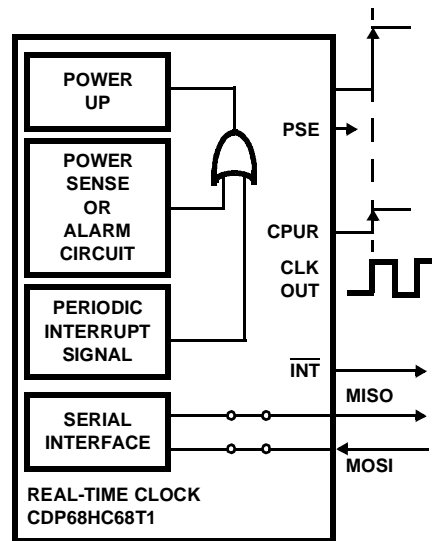 POWER
UP
POWER
SENSE
OR
ALARM
CIRCUIT
PERIODIC
INTERRUPT
SIGNAL
SERIAL
INTERFACE
REAL-TIME CLOCK
CDP68HC68T1
PSE
CPUR
CLK
OUT
INT
MISO
MOSI